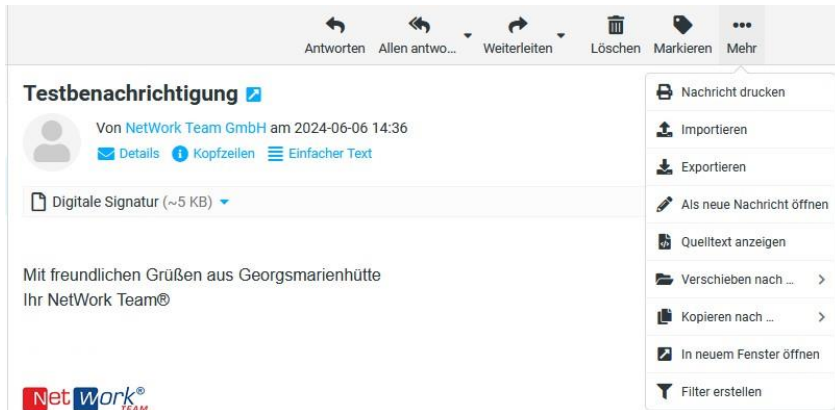 Antworten Allen antwo... Weiterleiten Löschen Markieren Mehr
Testbenachrichtigung
Von NetWork Team GmbH am 2024-06-06 14:36
Details Kopfzeilen Einfacher Text
Digitale Signatur (~5 KB)
Mit freundlichen Grüßen aus Georgsmarienhütte
Ihr NetWork Team®
Net Work®
TEAM
Nachricht drucken
Importieren
Exportieren
Als neue Nachricht öffnen
Quelltext anzeigen
Verschieben nach ...
Kopieren nach ...
In neuem Fenster öffnen
Filter erstellen